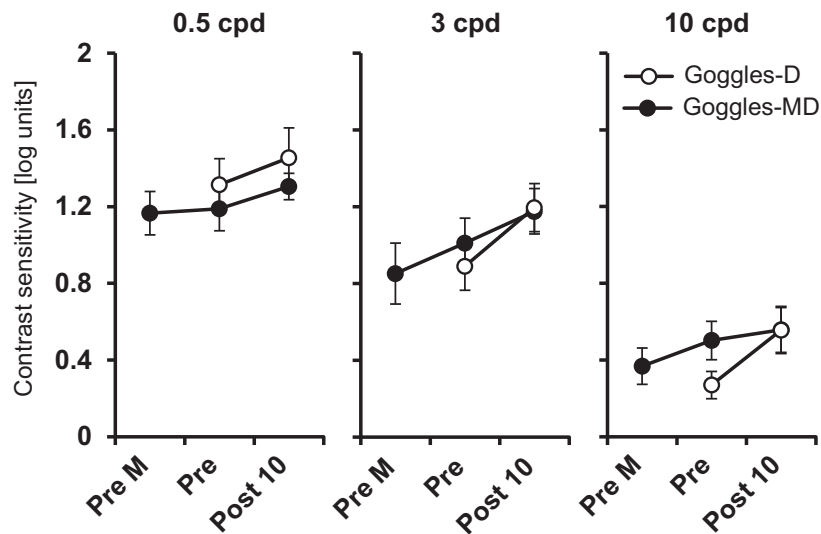 0.5 cpd
3 cpd
10 cpd
Goggles-D
Goggles-MD
Contrast sensitivity [log units]
2
1.6
1.2
0.8
0.4
0
Pre M
Pre
Post 10
Pre M
Pre
Post 10
Pre M
Pre
Post 10